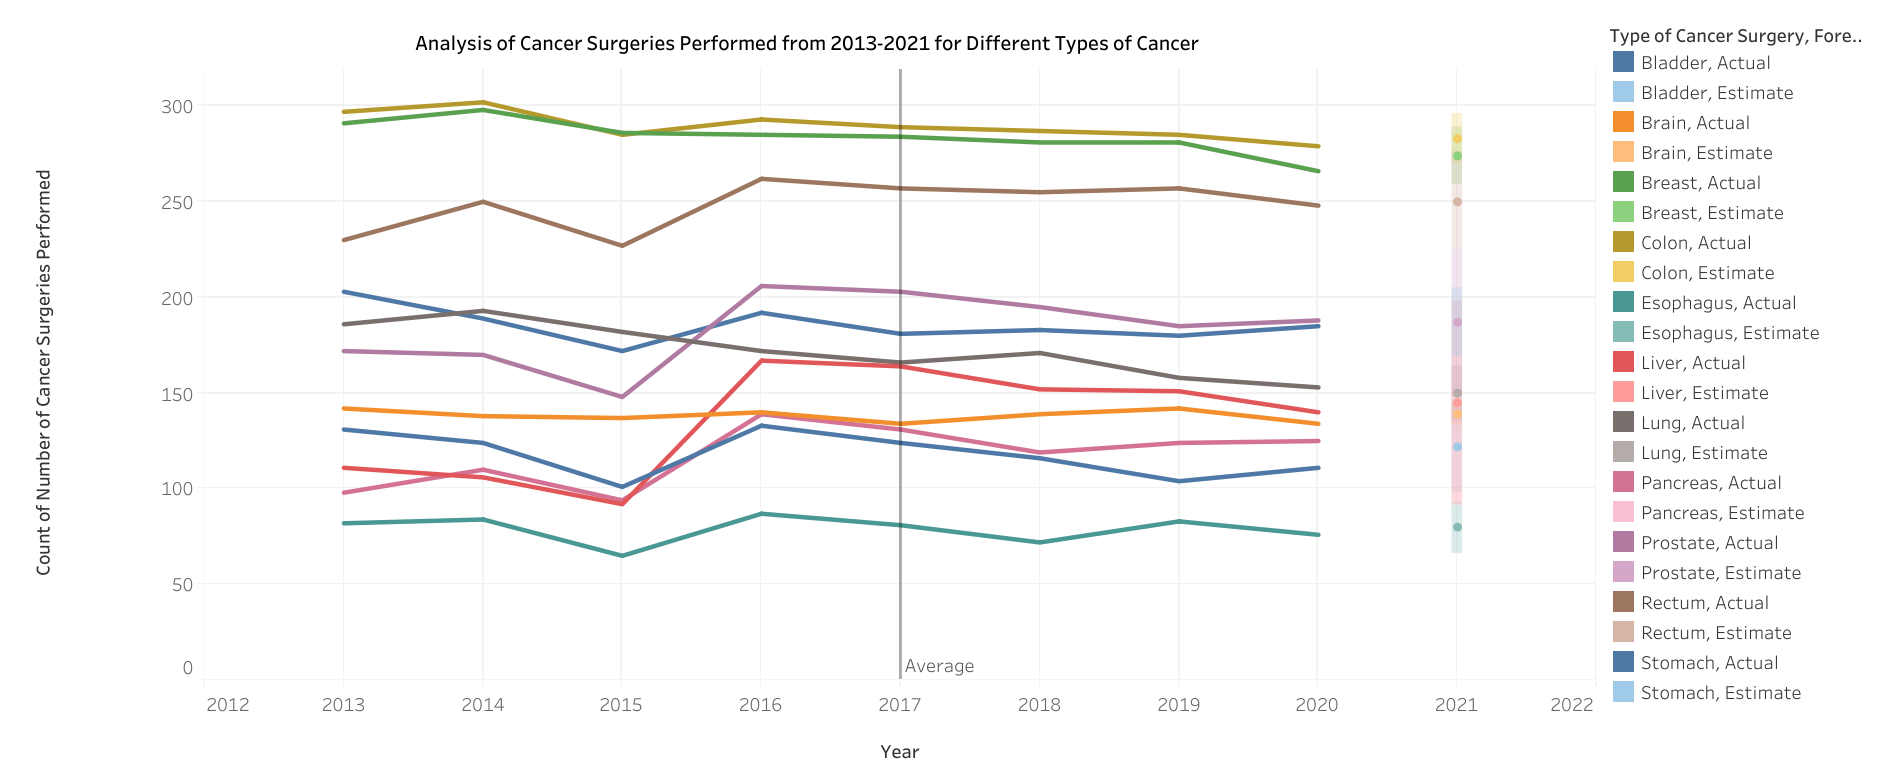 Analysis of Cancer Surgeries Performed from 2013-2021 for Different Types of Cancer
Count of Number of Cancer Surgeries Performed
300
250
200
150
100
50
0
Average
2012
2013
2014
2015
2016
2017
2018
2019
2020
2021
2022
Year
Type of Cancer Surgery, Fore..
Bladder, Actual
Bladder, Estimate
Brain, Actual
Brain, Estimate
Breast, Actual
Breast, Estimate
Colon, Actual
Colon, Estimate
Esophagus, Actual
Esophagus, Estimate
Liver, Actual
Liver, Estimate
Lung, Actual
Lung, Estimate
Pancreas, Actual
Pancreas, Estimate
Prostate, Actual
Prostate, Estimate
Rectum, Actual
Rectum, Estimate
Stomach, Actual
Stomach, Estimate